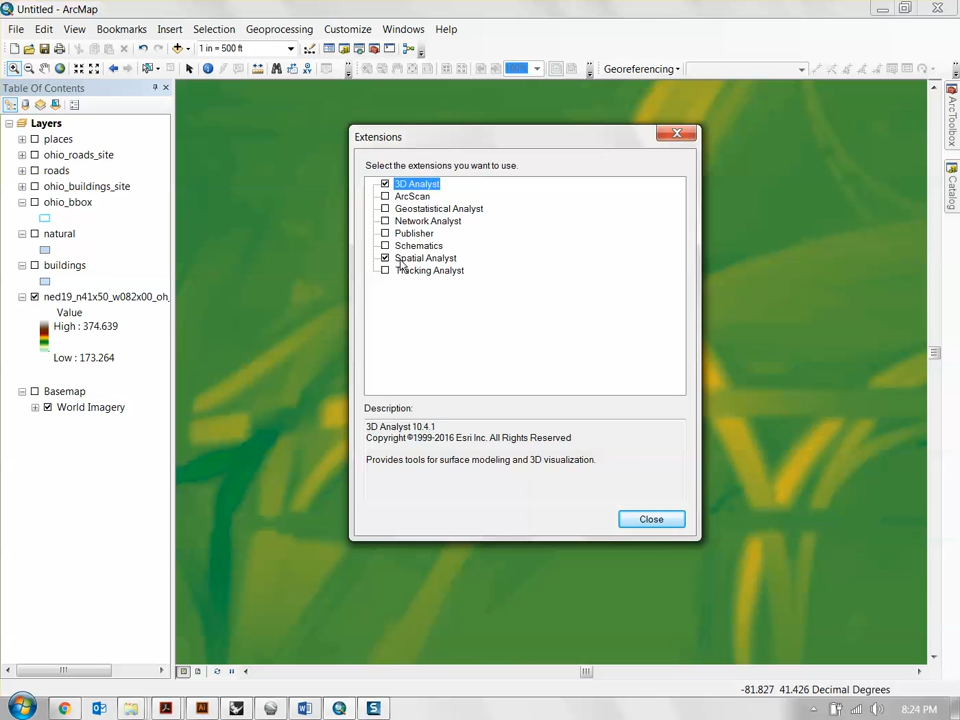 Untitled - ArcMap
File Edit View Bookmarks Insert Selection Geoprocessing Customize Windows Help
1 in = 500 ft
Georeferencing
Table Of Contents
Layers
places
ohio_roads_site
roads
ohio_buildings_site
ohio_bbox
natural
buildings
ned19_n41x50_w082x00_oh_
Value
High : 374.639
Low : 173.264
Basemap
World Imagery
Extensions
Select the extensions you want to use.
3D Analyst
ArcScan
Geostatistical Analyst
Network Analyst
Publisher
Schematics
Spatial Analyst
Tracking Analyst
Description:
3D Analyst 10.4.1
Copyright ©1999-2016 Esri Inc. All Rights Reserved
Provides tools for surface modeling and 3D visualization.
Close
ArcToolbox
Catalog
-81.827 41.426 Decimal Degrees
8:24 PM